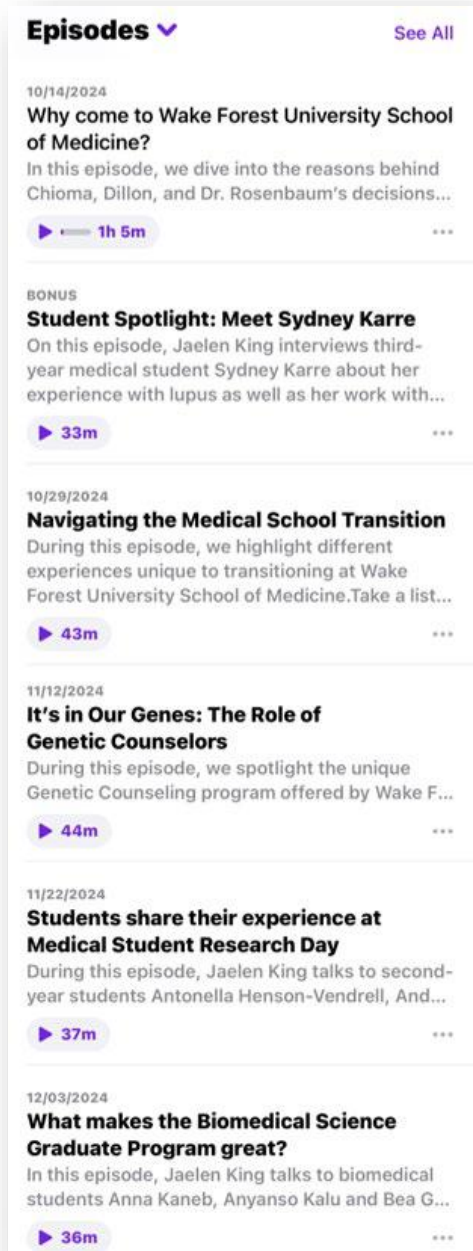 Episodes
See All
10/14/2024
Why come to Wake Forest University School
of Medicine?
In this episode, we dive into the reasons behind
Chioma, Dillon, and Dr. Rosenbaum's decisions...
1h 5m
BONUS
Student Spotlight: Meet Sydney Karre
On this episode, Jaelen King interviews third-
year medical student Sydney Karre about her
experience with lupus as well as her work with...
33m
10/29/2024
Navigating the Medical School Transition
During this episode, we highlight different
experiences unique to transitioning at Wake
Forest University School of Medicine.Take a list...
43m
11/12/2024
It's in Our Genes: The Role of
Genetic Counselors
During this episode, we spotlight the unique
Genetic Counseling program offered by Wake F...
44m
11/22/2024
Students share their experience at
Medical Student Research Day
During this episode, Jaelen King talks to second-
year students Antonella Henson-Vendrell, And...
37m
12/03/2024
What makes the Biomedical Science
Graduate Program great?
In this episode, Jaelen King talks to biomedical
students Anna Kaneb, Anyanso Kalu and Bea G...
36m